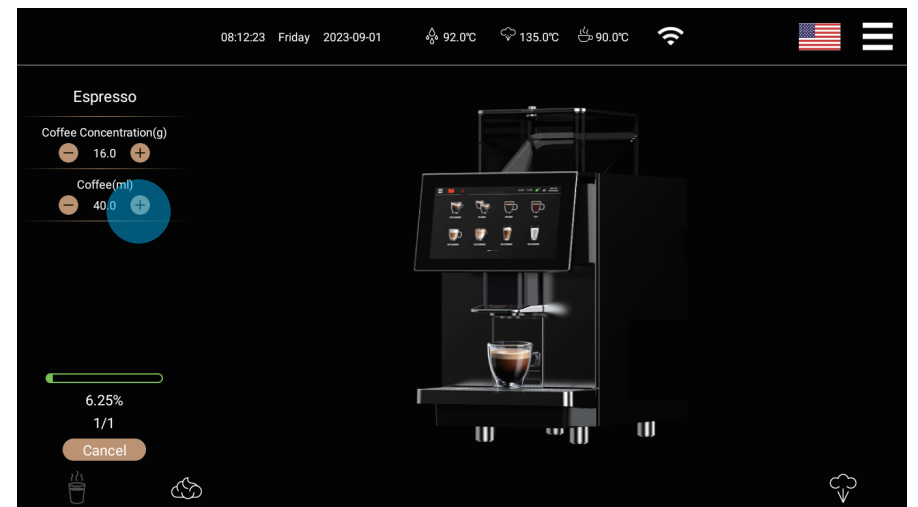 08:12:23 Friday 2023-09-01 92.0℃ 135.0℃ 90.0℃
Espresso
Coffee Concentration(g)
16.0
Coffee(ml)
40.0
6.25%
1/1
Cancel